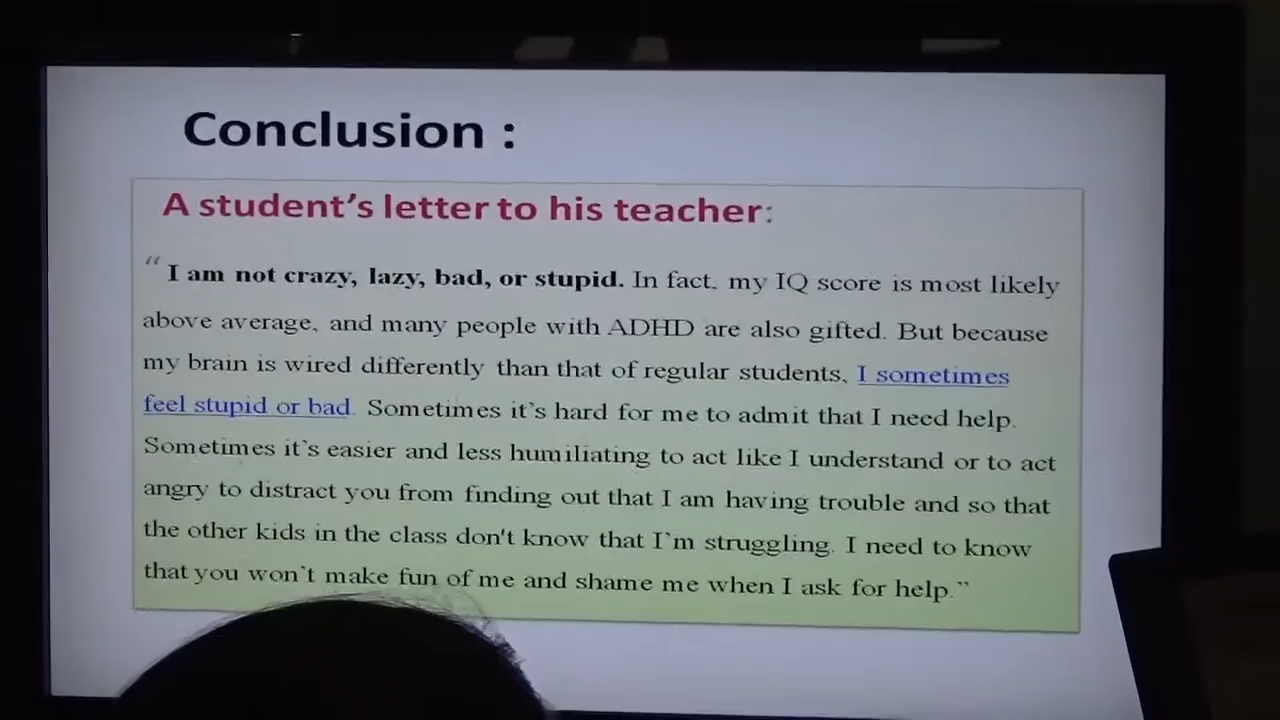 Conclusion :
A student's letter to his teacher:
“ I am not crazy, lazy, bad, or stupid. In fact, my IQ score is most likely
above average, and many people with ADHD are also gifted. But because
my brain is wired differently than that of regular students, I sometimes
feel stupid or bad. Sometimes it's hard for me to admit that I need help.
Sometimes it's easier and less humiliating to act like I understand or to act
angry to distract you from finding out that I am having trouble and so that
the other kids in the class don't know that I'm struggling. I need to know
that you won't make fun of me and shame me when I ask for help.”